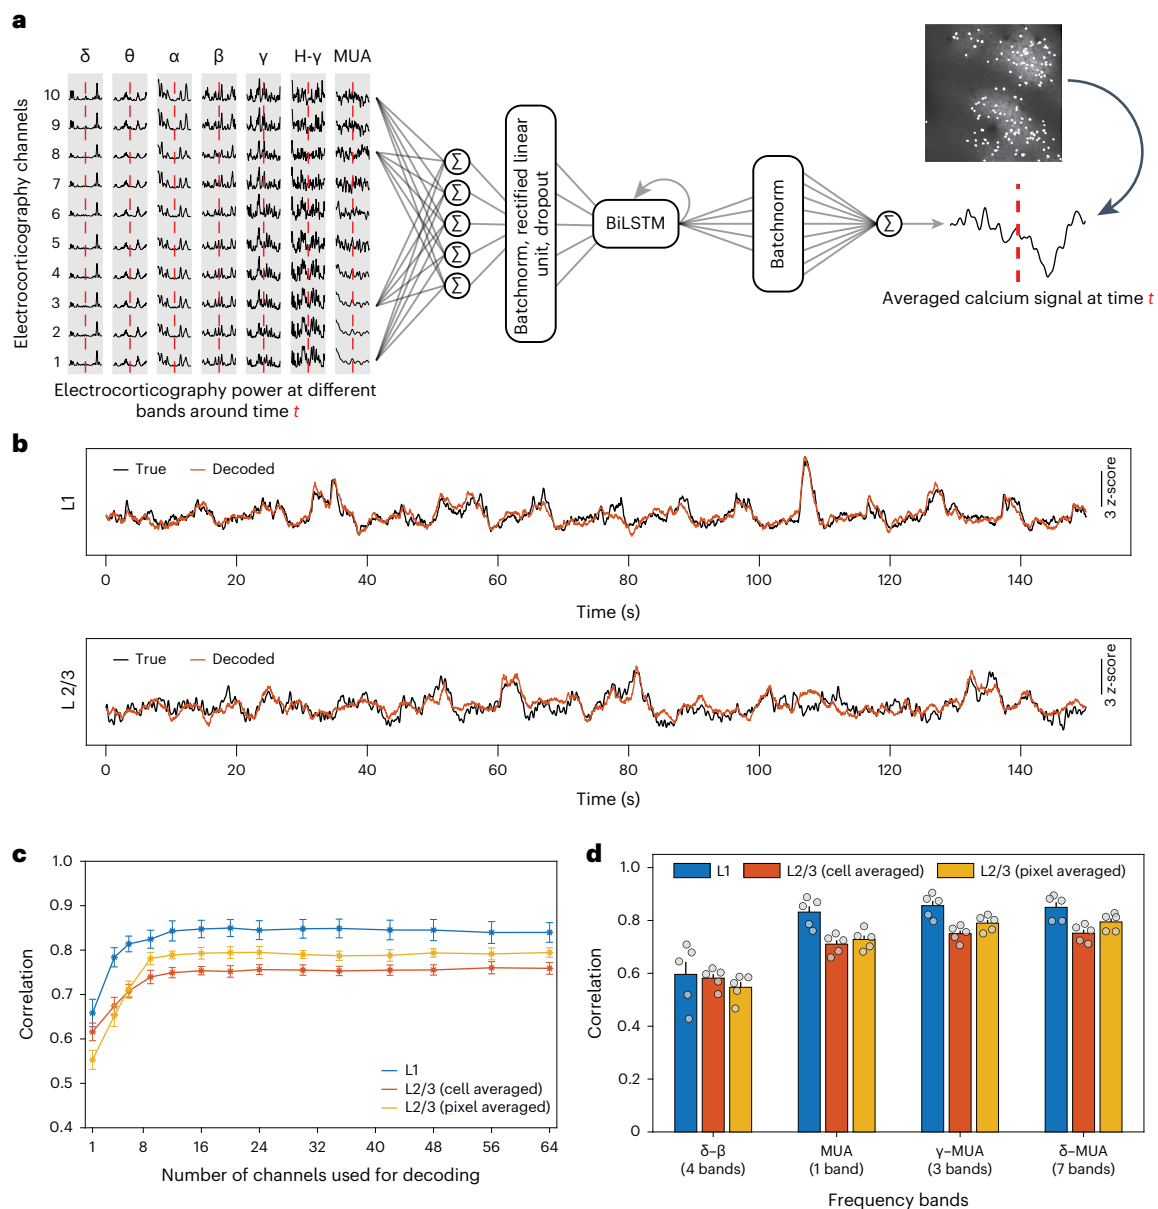 a
δ θ α β γ H-γ MUA
Electrocorticography channels
10
9
8
7
6
5
4
3
2
1
Electrocorticography power at different
bands around time t
Σ
Σ
Σ
Σ
Σ
Batchnorm, rectified linear
unit, dropout
BiLSTM
Batchnorm
Σ
Averaged calcium signal at time t
b
L1
True Decoded
3 z-score
0 20 40 60 80 100 120 140
Time (s)
L 2/3
True Decoded
3 z-score
0 20 40 60 80 100 120 140
Time (s)
c
Correlation
1.0
0.9
0.8
0.7
0.6
0.5
0.4
L1
L2/3 (cell averaged)
L2/3 (pixel averaged)
1 8 16 24 32 40 48 56 64
Number of channels used for decoding
d
Correlation
1.0
0.8
0.6
0.4
0.2
0
L1 L2/3 (cell averaged) L2/3 (pixel averaged)
δ–β MUA γ–MUA δ–MUA
(4 bands) (1 band) (3 bands) (7 bands)
Frequency bands